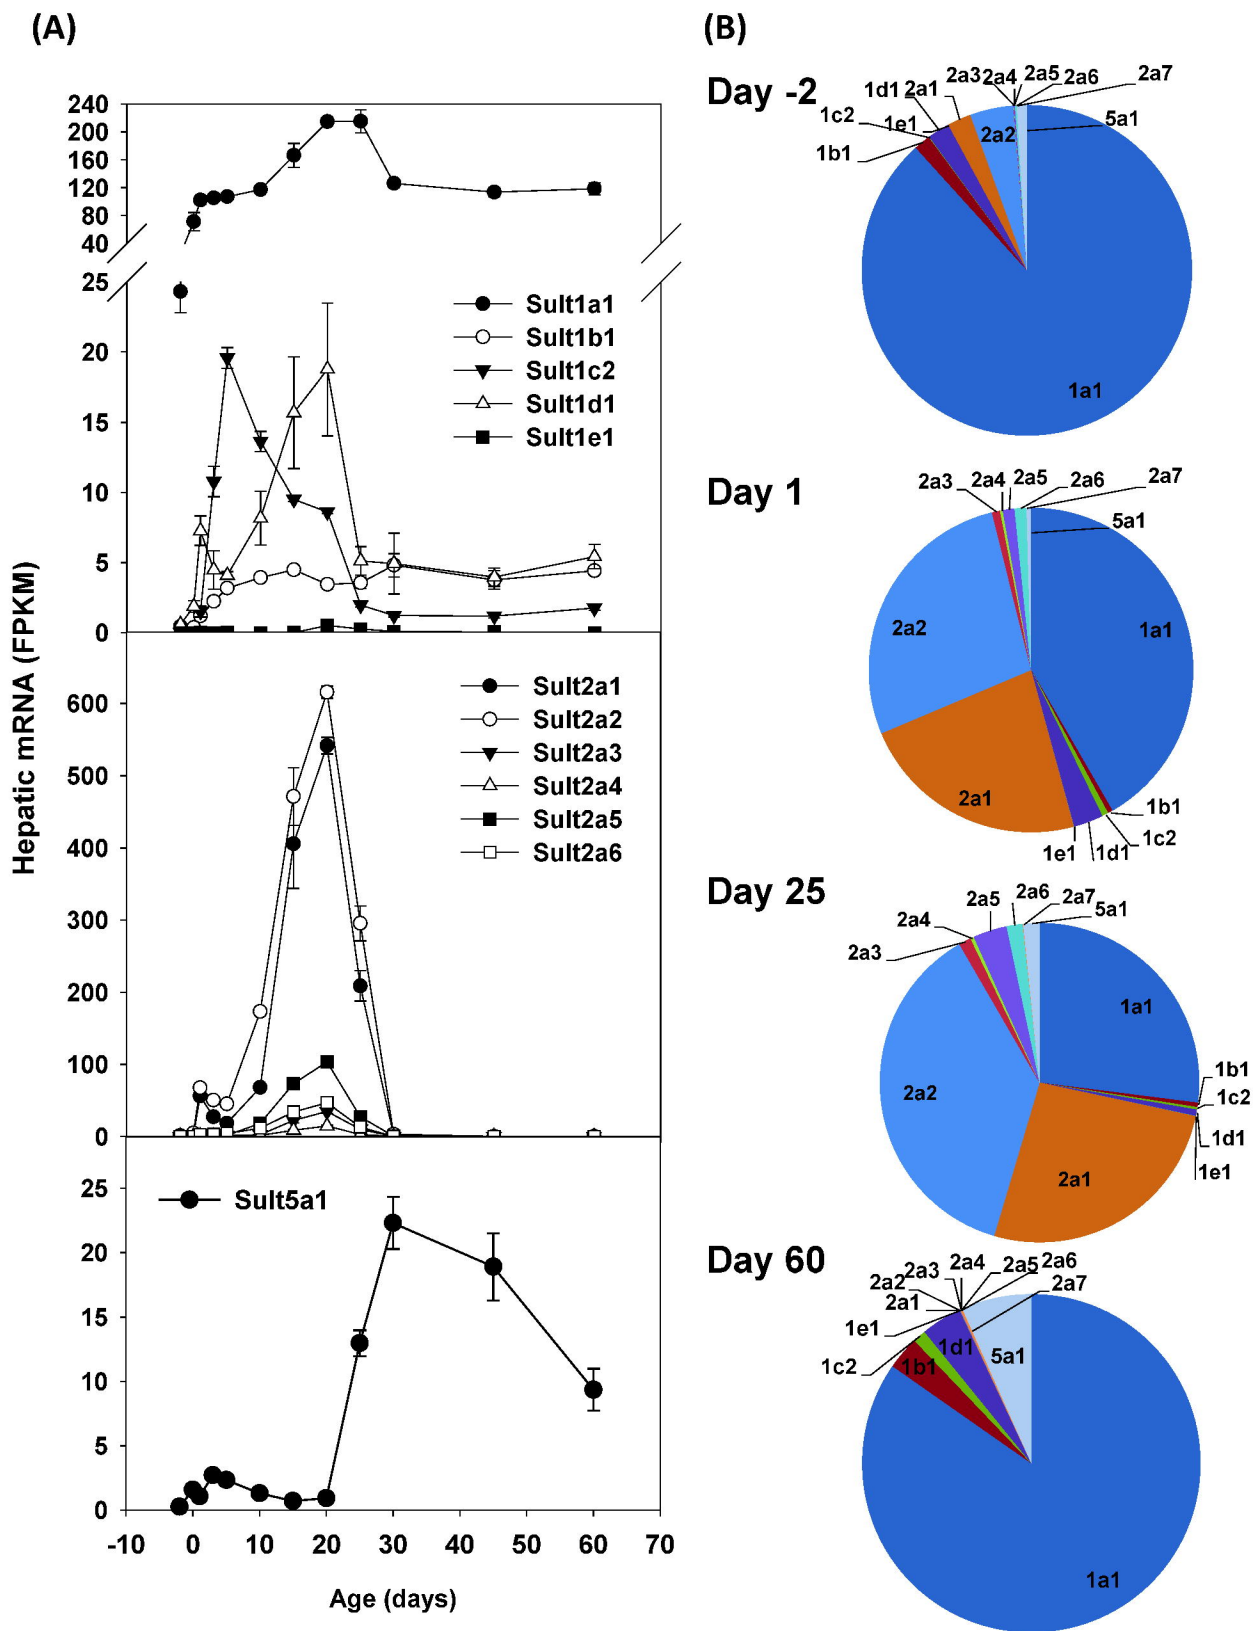 (A)
240
200
160
120
80
40
25
20
15
10
5
0
Sult1a1
Sult1b1
Sult1c2
Sult1d1
Sult1e1
600
500
400
300
200
100
0
Sult2a1
Sult2a2
Sult2a3
Sult2a4
Sult2a5
Sult2a6
25
20
15
10
5
0
Sult5a1
-10 0 10 20 30 40 50 60 70
Age (days)
Hepatic mRNA (FPKM)
(B)
Day -2
1b1
1c2
1d1
1e1
2a1
2a2
2a3
2a4
2a5
2a6
2a7
5a1
1a1
Day 1
2a3
2a4
2a5
2a6
2a7
5a1
1a1
2a2
2a1
1e1
1d1
1c2
1b1
Day 25
2a3
2a4
2a5
2a6
2a7
5a1
1a1
2a2
2a1
1b1
1c2
1d1
1e1
Day 60
1c2
1b1
1e1
1d1
2a1
2a2
2a3
2a4
2a5
2a6
2a7
5a1
1a1